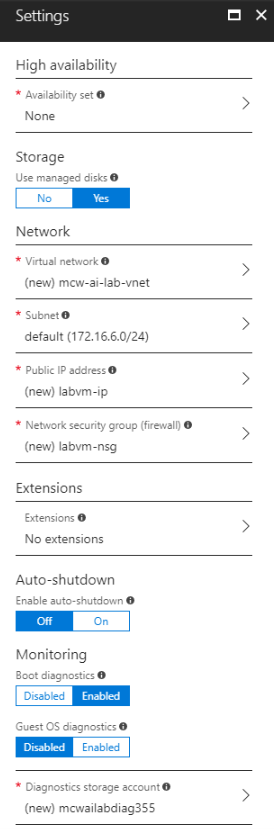 Settings
High availability
* Availability set
None
Storage
Use managed disks
No Yes
Network
* Virtual network
(new) mcw-ai-lab-vnet
* Subnet
default (172.16.6.0/24)
* Public IP address
(new) labvm-ip
* Network security group (firewall)
(new) labvm-nsg
Extensions
Extensions
No extensions
Auto-shutdown
Enable auto-shutdown
Off On
Monitoring
Boot diagnostics
Disabled Enabled
Guest OS diagnostics
Disabled Enabled
* Diagnostics storage account
(new) mcwailabdiag355